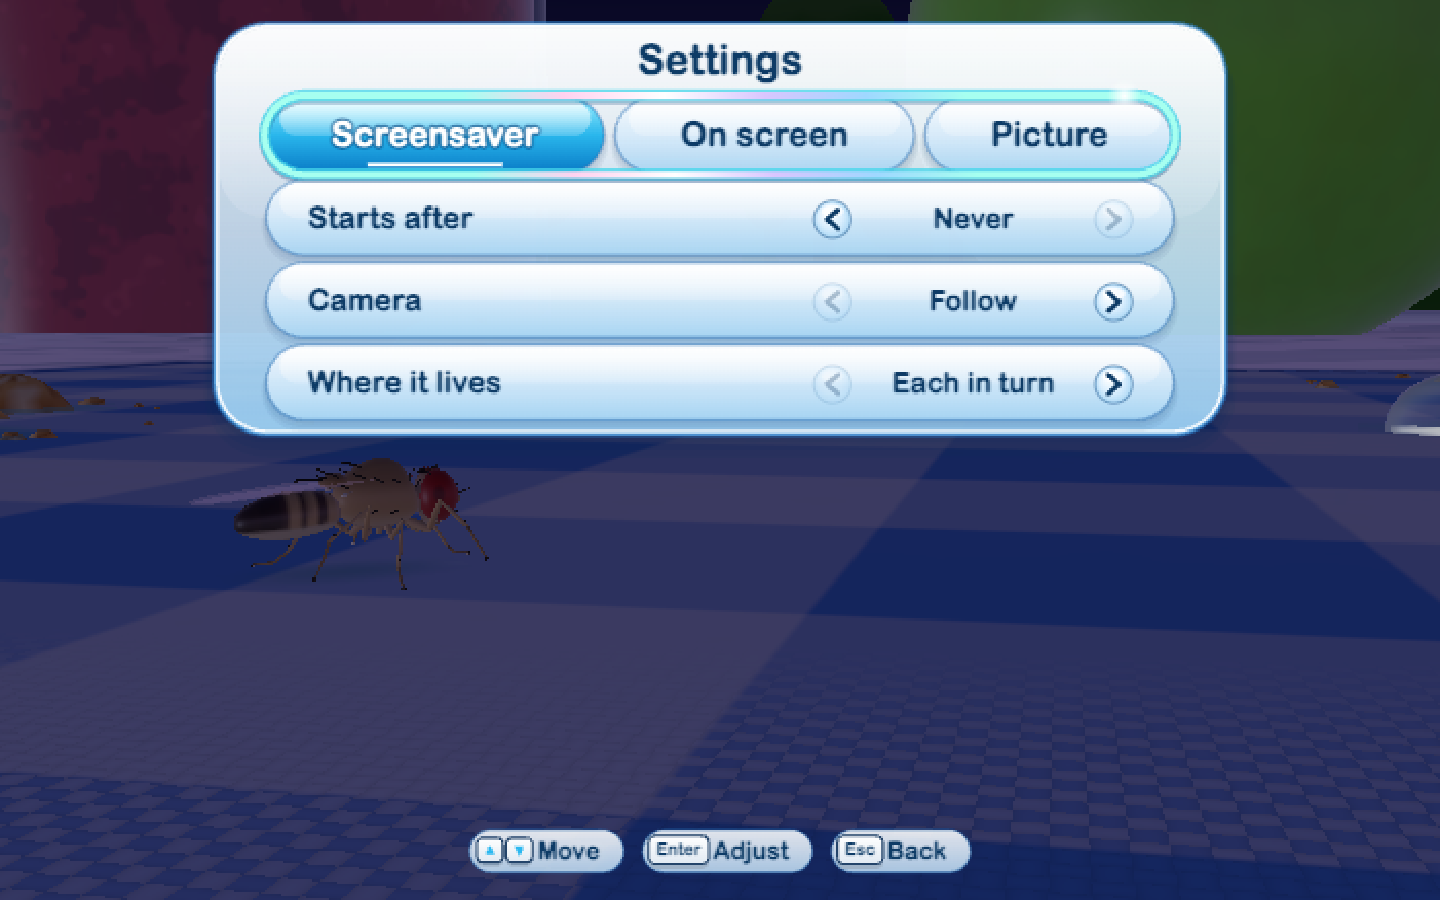 Settings
Screensaver On screen Picture
Starts after Never
Camera Follow
Where it lives Each in turn
Move Enter Adjust Esc Back